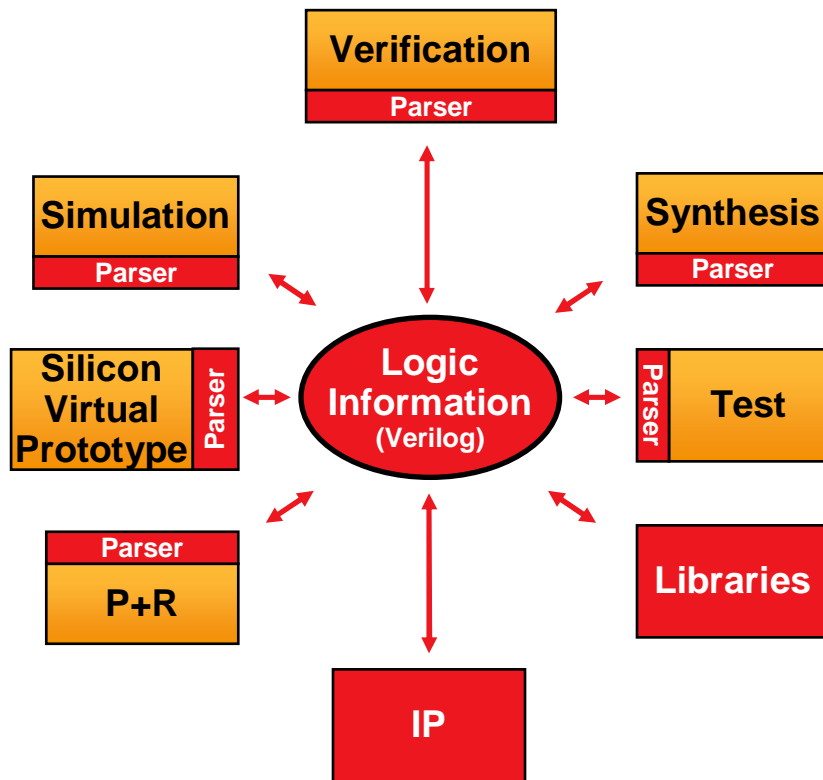 Verification
Parser
Simulation
Parser
Synthesis
Parser
Silicon
Virtual
Prototype
Parser
Logic
Information
(Verilog)
Parser
Test
Parser
P+R
Libraries
IP